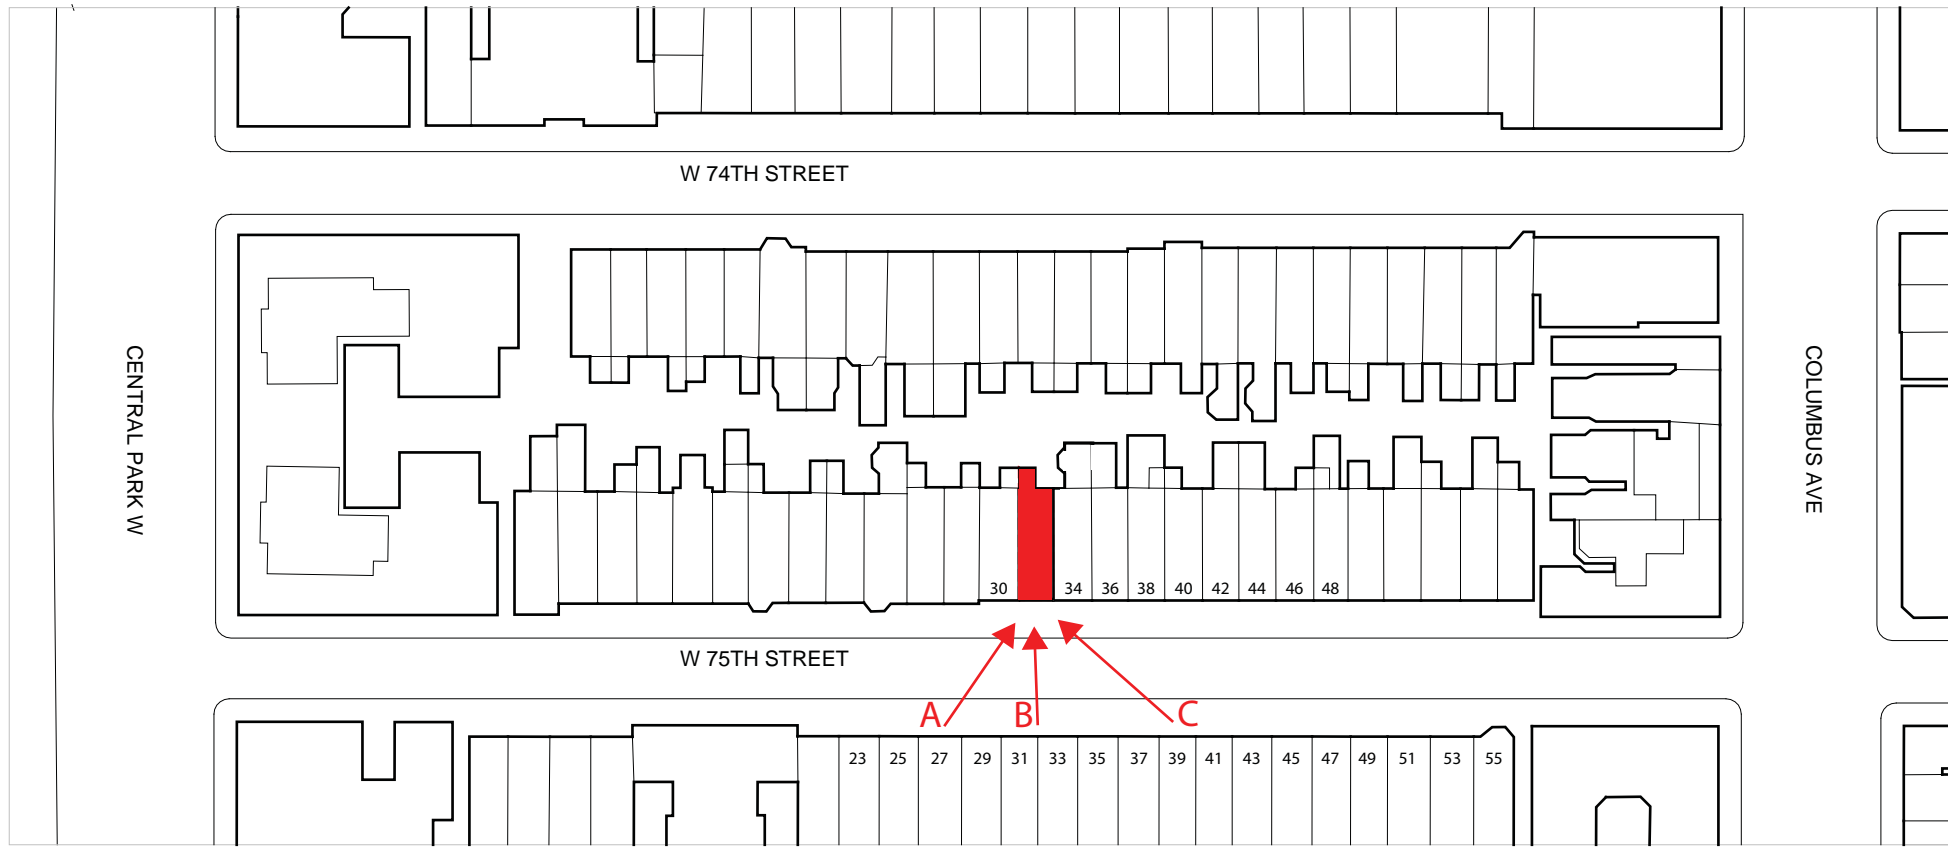 W 74TH STREET
CENTRAL PARK W
COLUMBUS AVE
30 34 36 38 40 42 44 46 48
W 75TH STREET
A B C
23 25 27 29 31 33 35 37 39 41 43 45 47 49 51 53 55